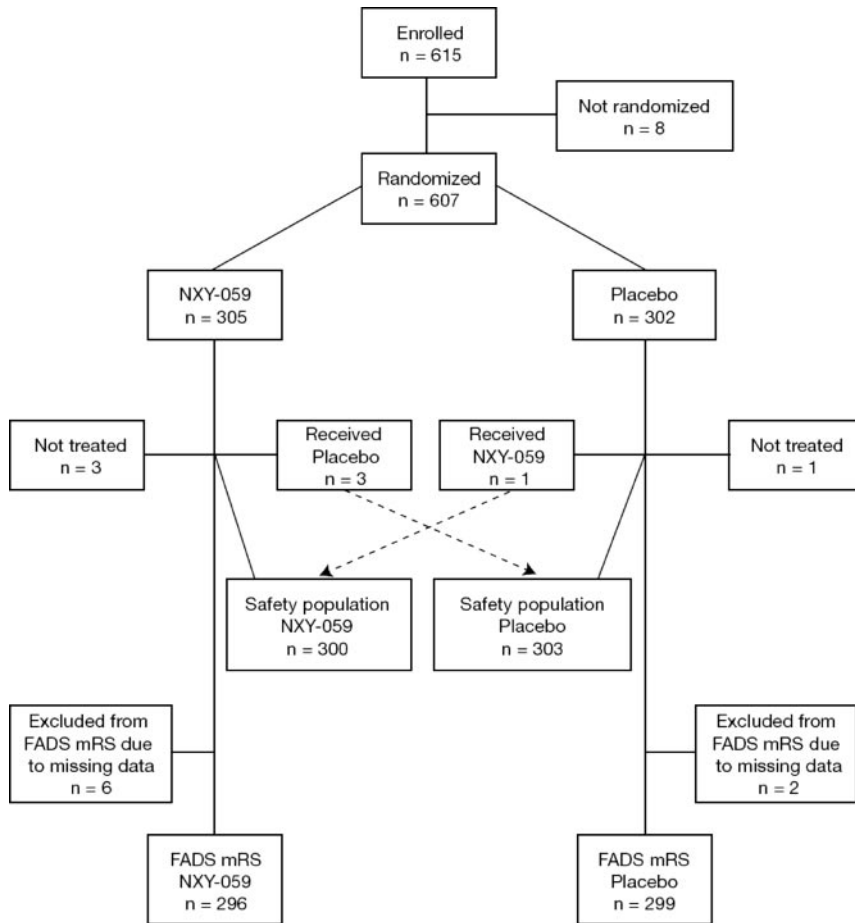 Enrolled
n = 615
Not randomized
n = 8
Randomized
n = 607
NXY-059
n = 305
Placebo
n = 302
Not treated
n = 3
Received
Placebo
n = 3
Received
NXY-059
n = 1
Not treated
n = 1
Safety population
NXY-059
n = 300
Safety population
Placebo
n = 303
Excluded from
FADS mRS due
to missing data
n = 6
Excluded from
FADS mRS due
to missing data
n = 2
FADS mRS
NXY-059
n = 296
FADS mRS
Placebo
n = 299